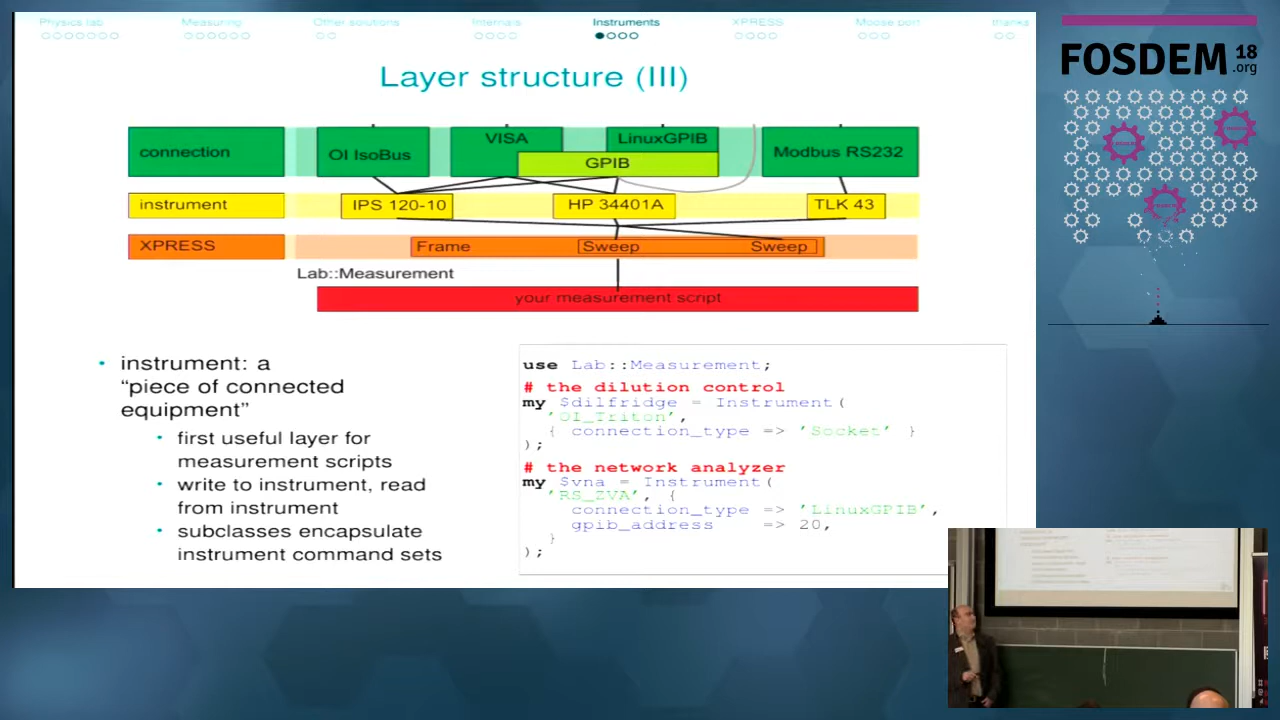 Physics lab
Measuring
Other solutions
Internals
Instruments
XPRESS
Moose port
thanks
Layer structure (III)
connection
OI IsoBus
VISA
LinuxGPIB
GPIB
Modbus RS232
instrument
IPS 120-10
HP 34401A
TLK 43
XPRESS
Frame
Sweep
Sweep
Lab::Measurement
your measurement script
• instrument: a
“piece of connected
equipment”
• first useful layer for
measurement scripts
• write to instrument, read
from instrument
• subclasses encapsulate
instrument command sets
use Lab::Measurement;
# the dilution control
my $dilfridge = Instrument(
'OI_Triton',
{ connection_type => 'Socket' }
);
# the network analyzer
my $vna = Instrument(
'RS_ZVA', {
connection_type => 'LinuxGPIB',
gpib_address => 20,
}
);
FOSDEM 18
.org